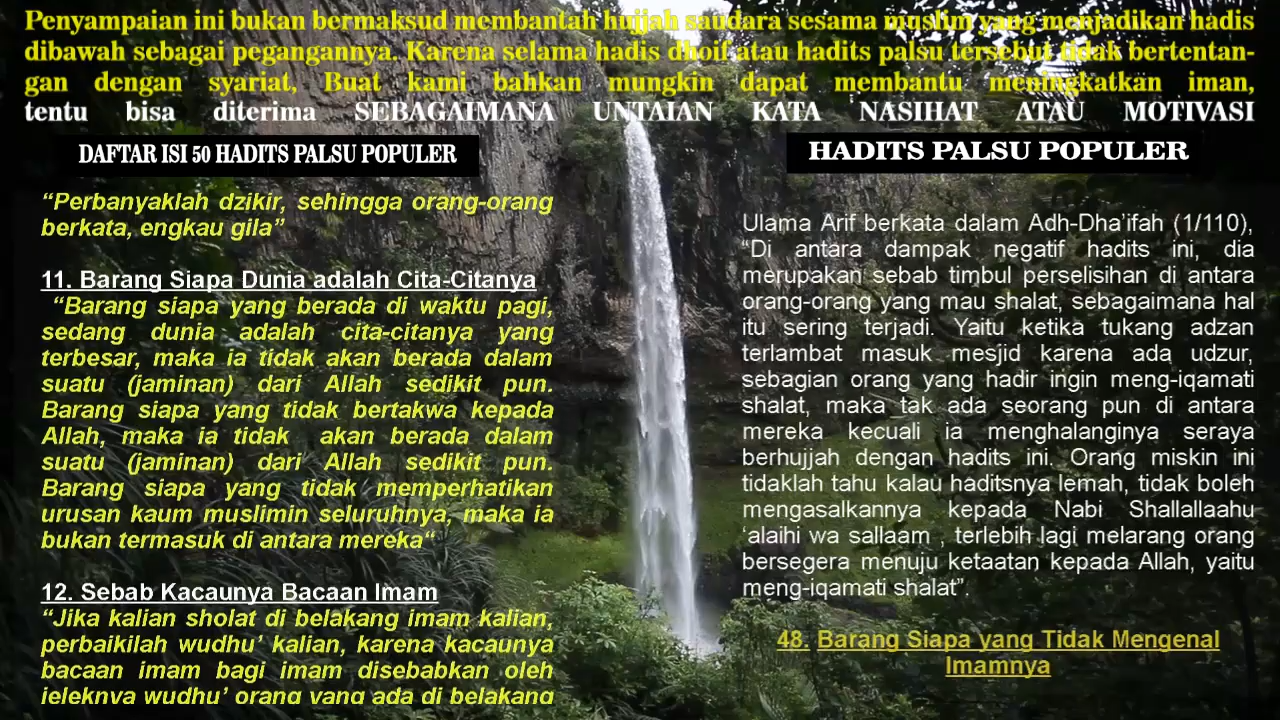 Penyampaian ini bukan bermaksud membantah hujjah saudara sesama muslim yang menjadikan hadis
dibawah sebagai pegangannya. Karena selama hadis dhoif atau hadits palsu tersebut tidak bertentan-
gan dengan syariat, Buat kami bahkan mungkin dapat membantu meningkatkan iman,
tentu bisa diterima SEBAGAIMANA UNTAIAN KATA NASIHAT ATAU MOTIVASI
DAFTAR ISI 50 HADITS PALSU POPULER
“Perbanyaklah dzikir, sehingga orang-orang
berkata, engkau gila”
11. Barang Siapa Dunia adalah Cita-Citanya
“Barang siapa yang berada di waktu pagi,
sedang dunia adalah cita-citanya yang
terbesar, maka ia tidak akan berada dalam
suatu (jaminan) dari Allah sedikit pun.
Barang siapa yang tidak bertakwa kepada
Allah, maka ia tidak akan berada dalam
suatu (jaminan) dari Allah sedikit pun.
Barang siapa yang tidak memperhatikan
urusan kaum muslimin seluruhnya, maka ia
bukan termasuk di antara mereka“
12. Sebab Kacaunya Bacaan Imam
“Jika kalian sholat di belakang imam kalian,
perbaikilah wudhu’ kalian, karena kacaunya
bacaan imam bagi imam disebabkan oleh
jeleknya wudhu’ orang yang ada di belakang
HADITS PALSU POPULER
Ulama Arif berkata dalam Adh-Dha’ifah (1/110),
“Di antara dampak negatif hadits ini, dia
merupakan sebab timbul perselisihan di antara
orang-orang yang mau shalat, sebagaimana hal
itu sering terjadi. Yaitu ketika tukang adzan
terlambat masuk mesjid karena ada udzur,
sebagian orang yang hadir ingin meng-iqamati
shalat, maka tak ada seorang pun di antara
mereka kecuali ia menghalanginya seraya
berhujjah dengan hadits ini. Orang miskin ini
tidaklah tahu kalau haditsnya lemah, tidak boleh
mengasalkannya kepada Nabi Shallallaahu
‘alaihi wa sallaam , terlebih lagi melarang orang
bersegera menuju ketaatan kepada Allah, yaitu
meng-iqamati shalat”.
48. Barang Siapa yang Tidak Mengenal
Imamnya